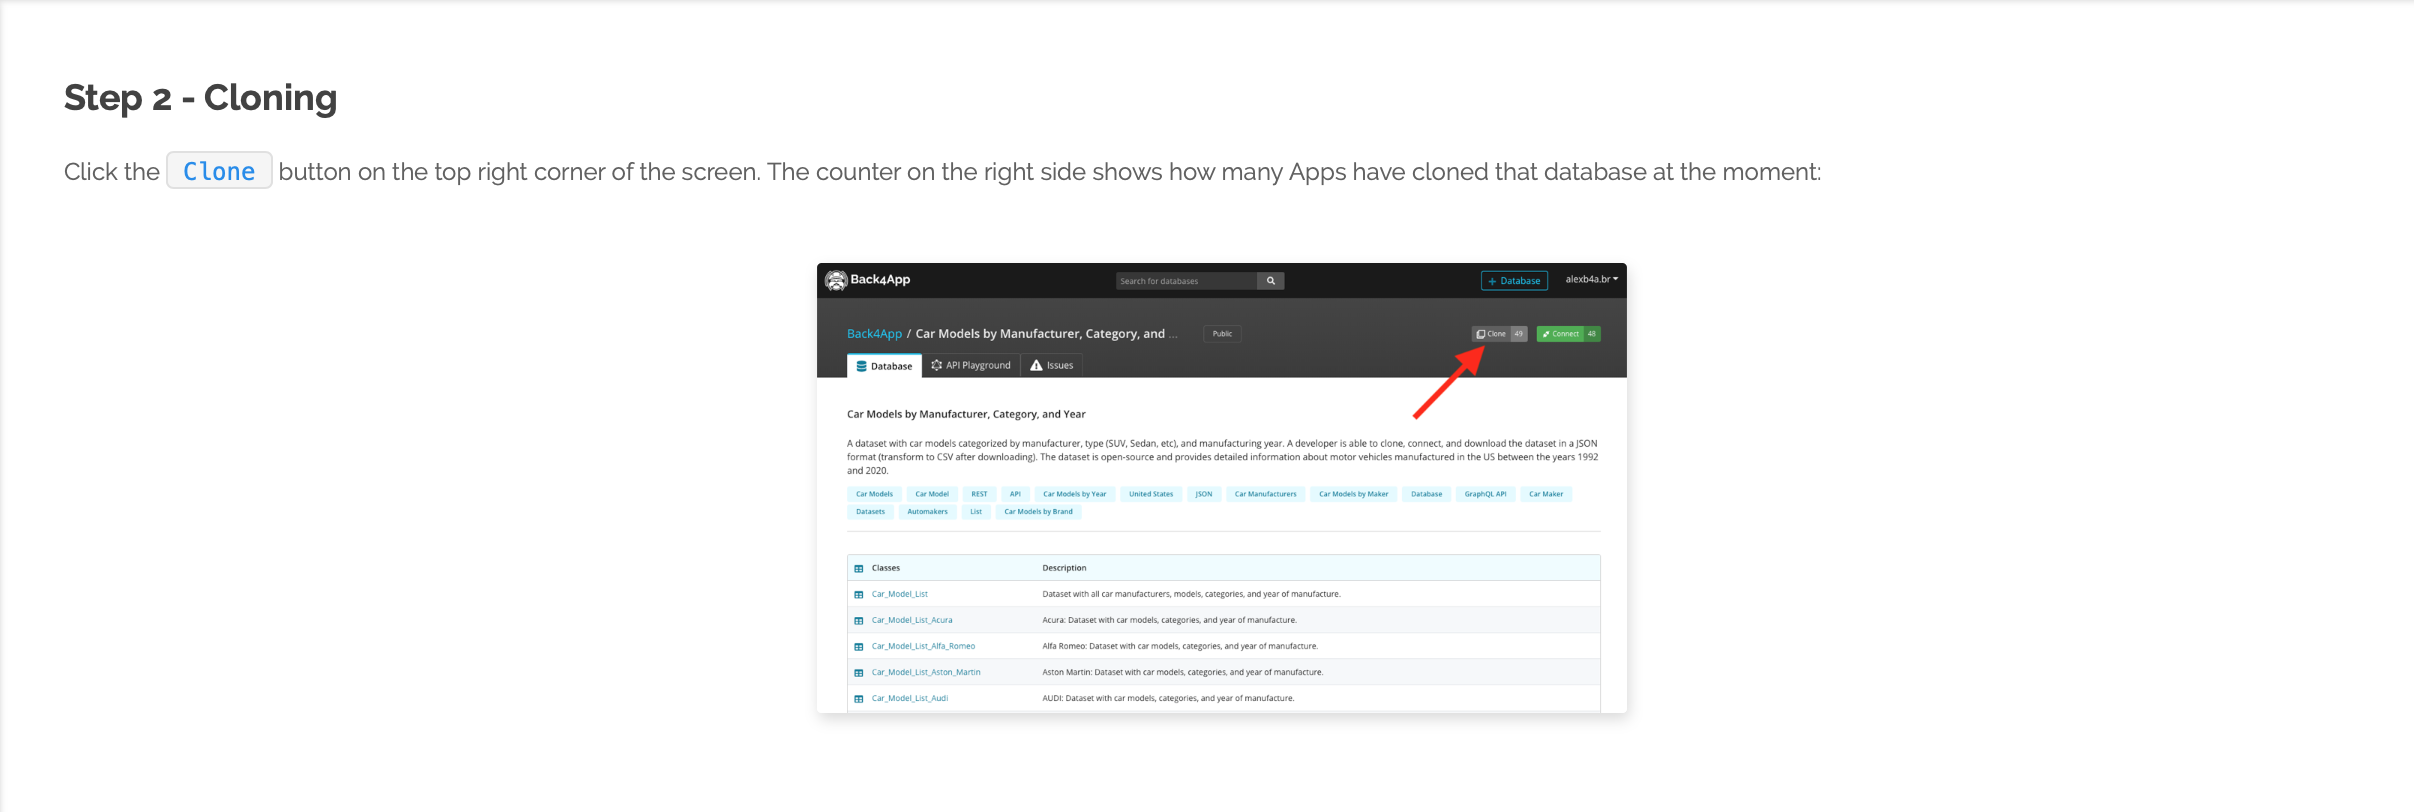 Step 2 - Cloning
Click the Clone button on the top right corner of the screen. The counter on the right side shows how many Apps have cloned that database at the moment:
Back4App Search for databases + Database alexb4a.br
Back4App / Car Models by Manufacturer, Category, and ... Public Clone 49 Connect 48
Database API Playground Issues
Car Models by Manufacturer, Category, and Year
A dataset with car models categorized by manufacturer, type (SUV, Sedan, etc), and manufacturing year. A developer is able to clone, connect, and download the dataset in a JSON
format (transform to CSV after downloading). The dataset is open-source and provides detailed information about motor vehicles manufactured in the US between the years 1992
and 2020.
Car Models Car Model REST API Car Models by Year United States JSON Car Manufacturers Car Models by Maker Database GraphQL API Car Maker
Datasets Automakers List Car Models by Brand
Classes Description
Car_Model_List Dataset with all car manufacturers, models, categories, and year of manufacture.
Car_Model_List_Acura Acura: Dataset with car models, categories, and year of manufacture.
Car_Model_List_Alfa_Romeo Alfa Romeo: Dataset with car models, categories, and year of manufacture.
Car_Model_List_Aston_Martin Aston Martin: Dataset with car models, categories, and year of manufacture.
Car_Model_List_Audi AUDI: Dataset with car models, categories, and year of manufacture.